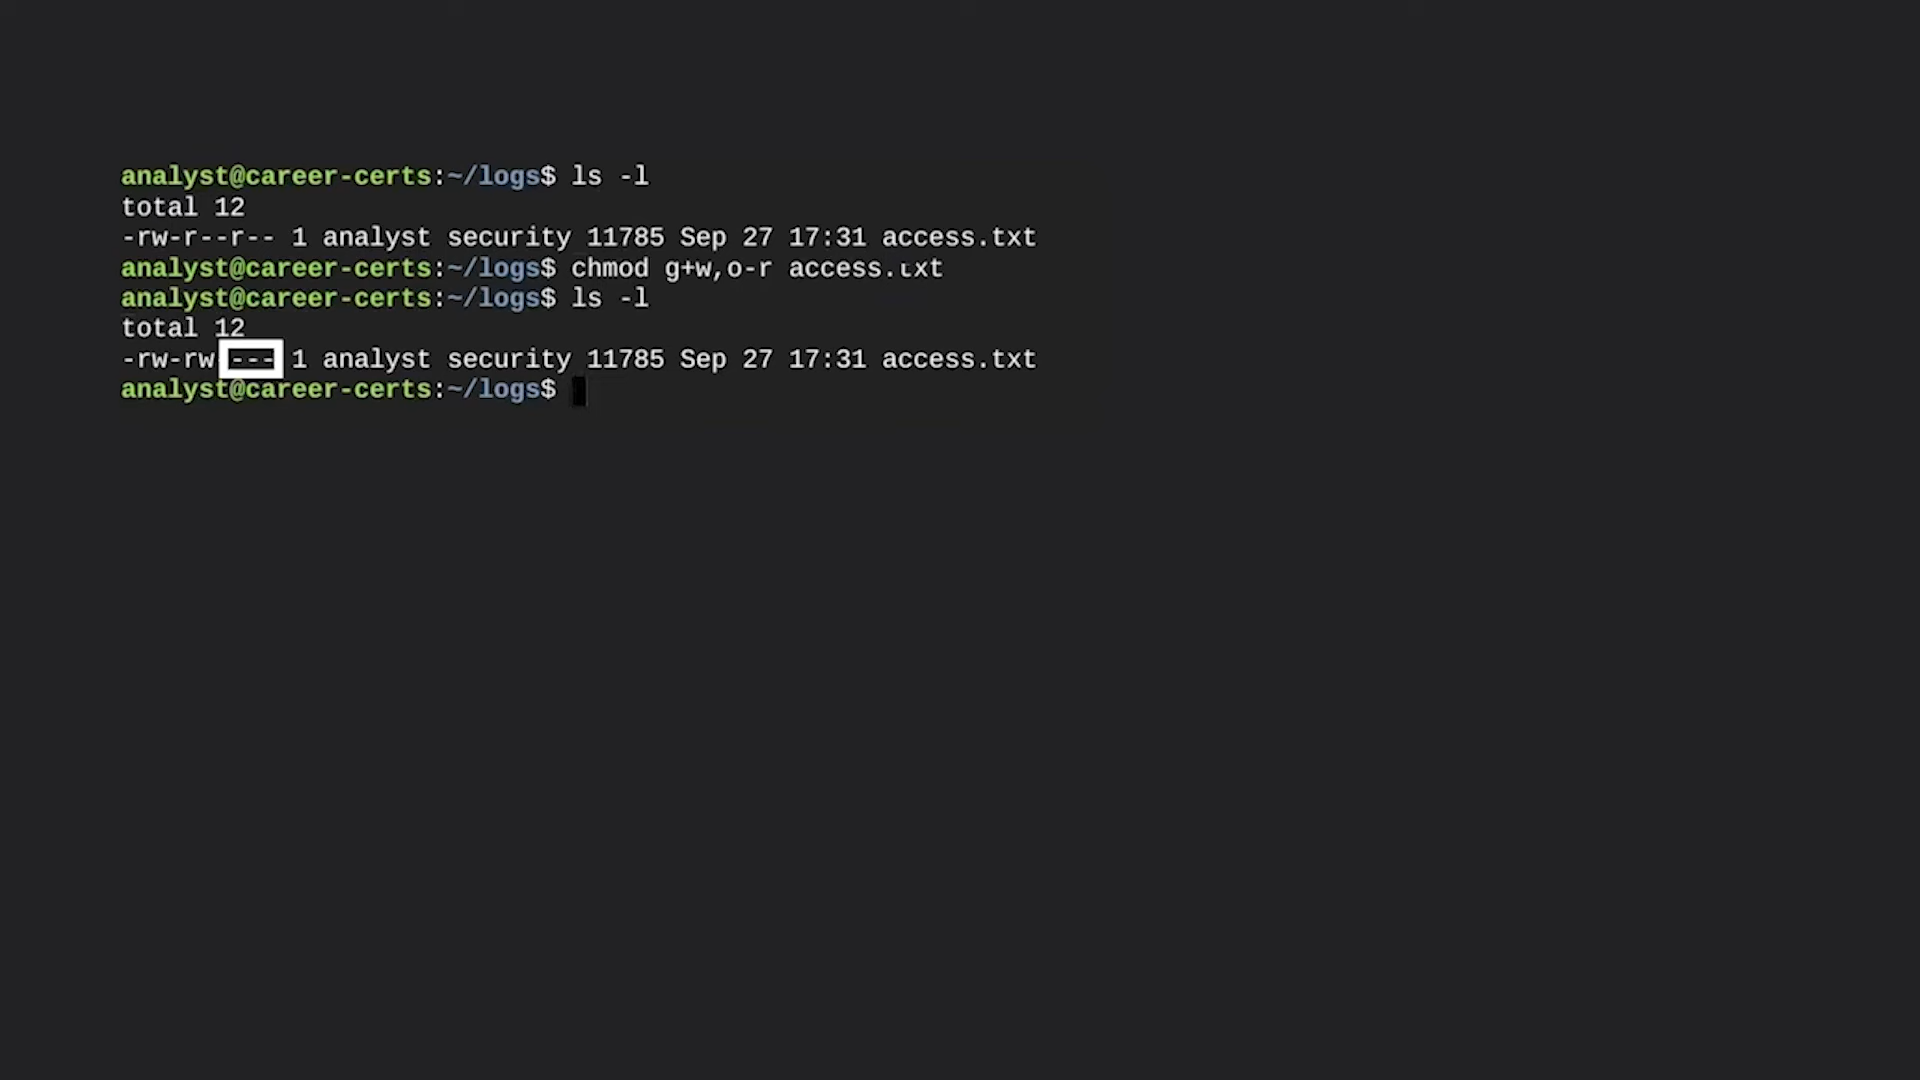 analyst@career-certs:~/logs$ ls -l
total 12
-rw-r--r-- 1 analyst security 11785 Sep 27 17:31 access.txt
analyst@career-certs:~/logs$ chmod g+w,o-r access.txt
analyst@career-certs:~/logs$ ls -l
total 12
-rw-rw---- 1 analyst security 11785 Sep 27 17:31 access.txt
analyst@career-certs:~/logs$